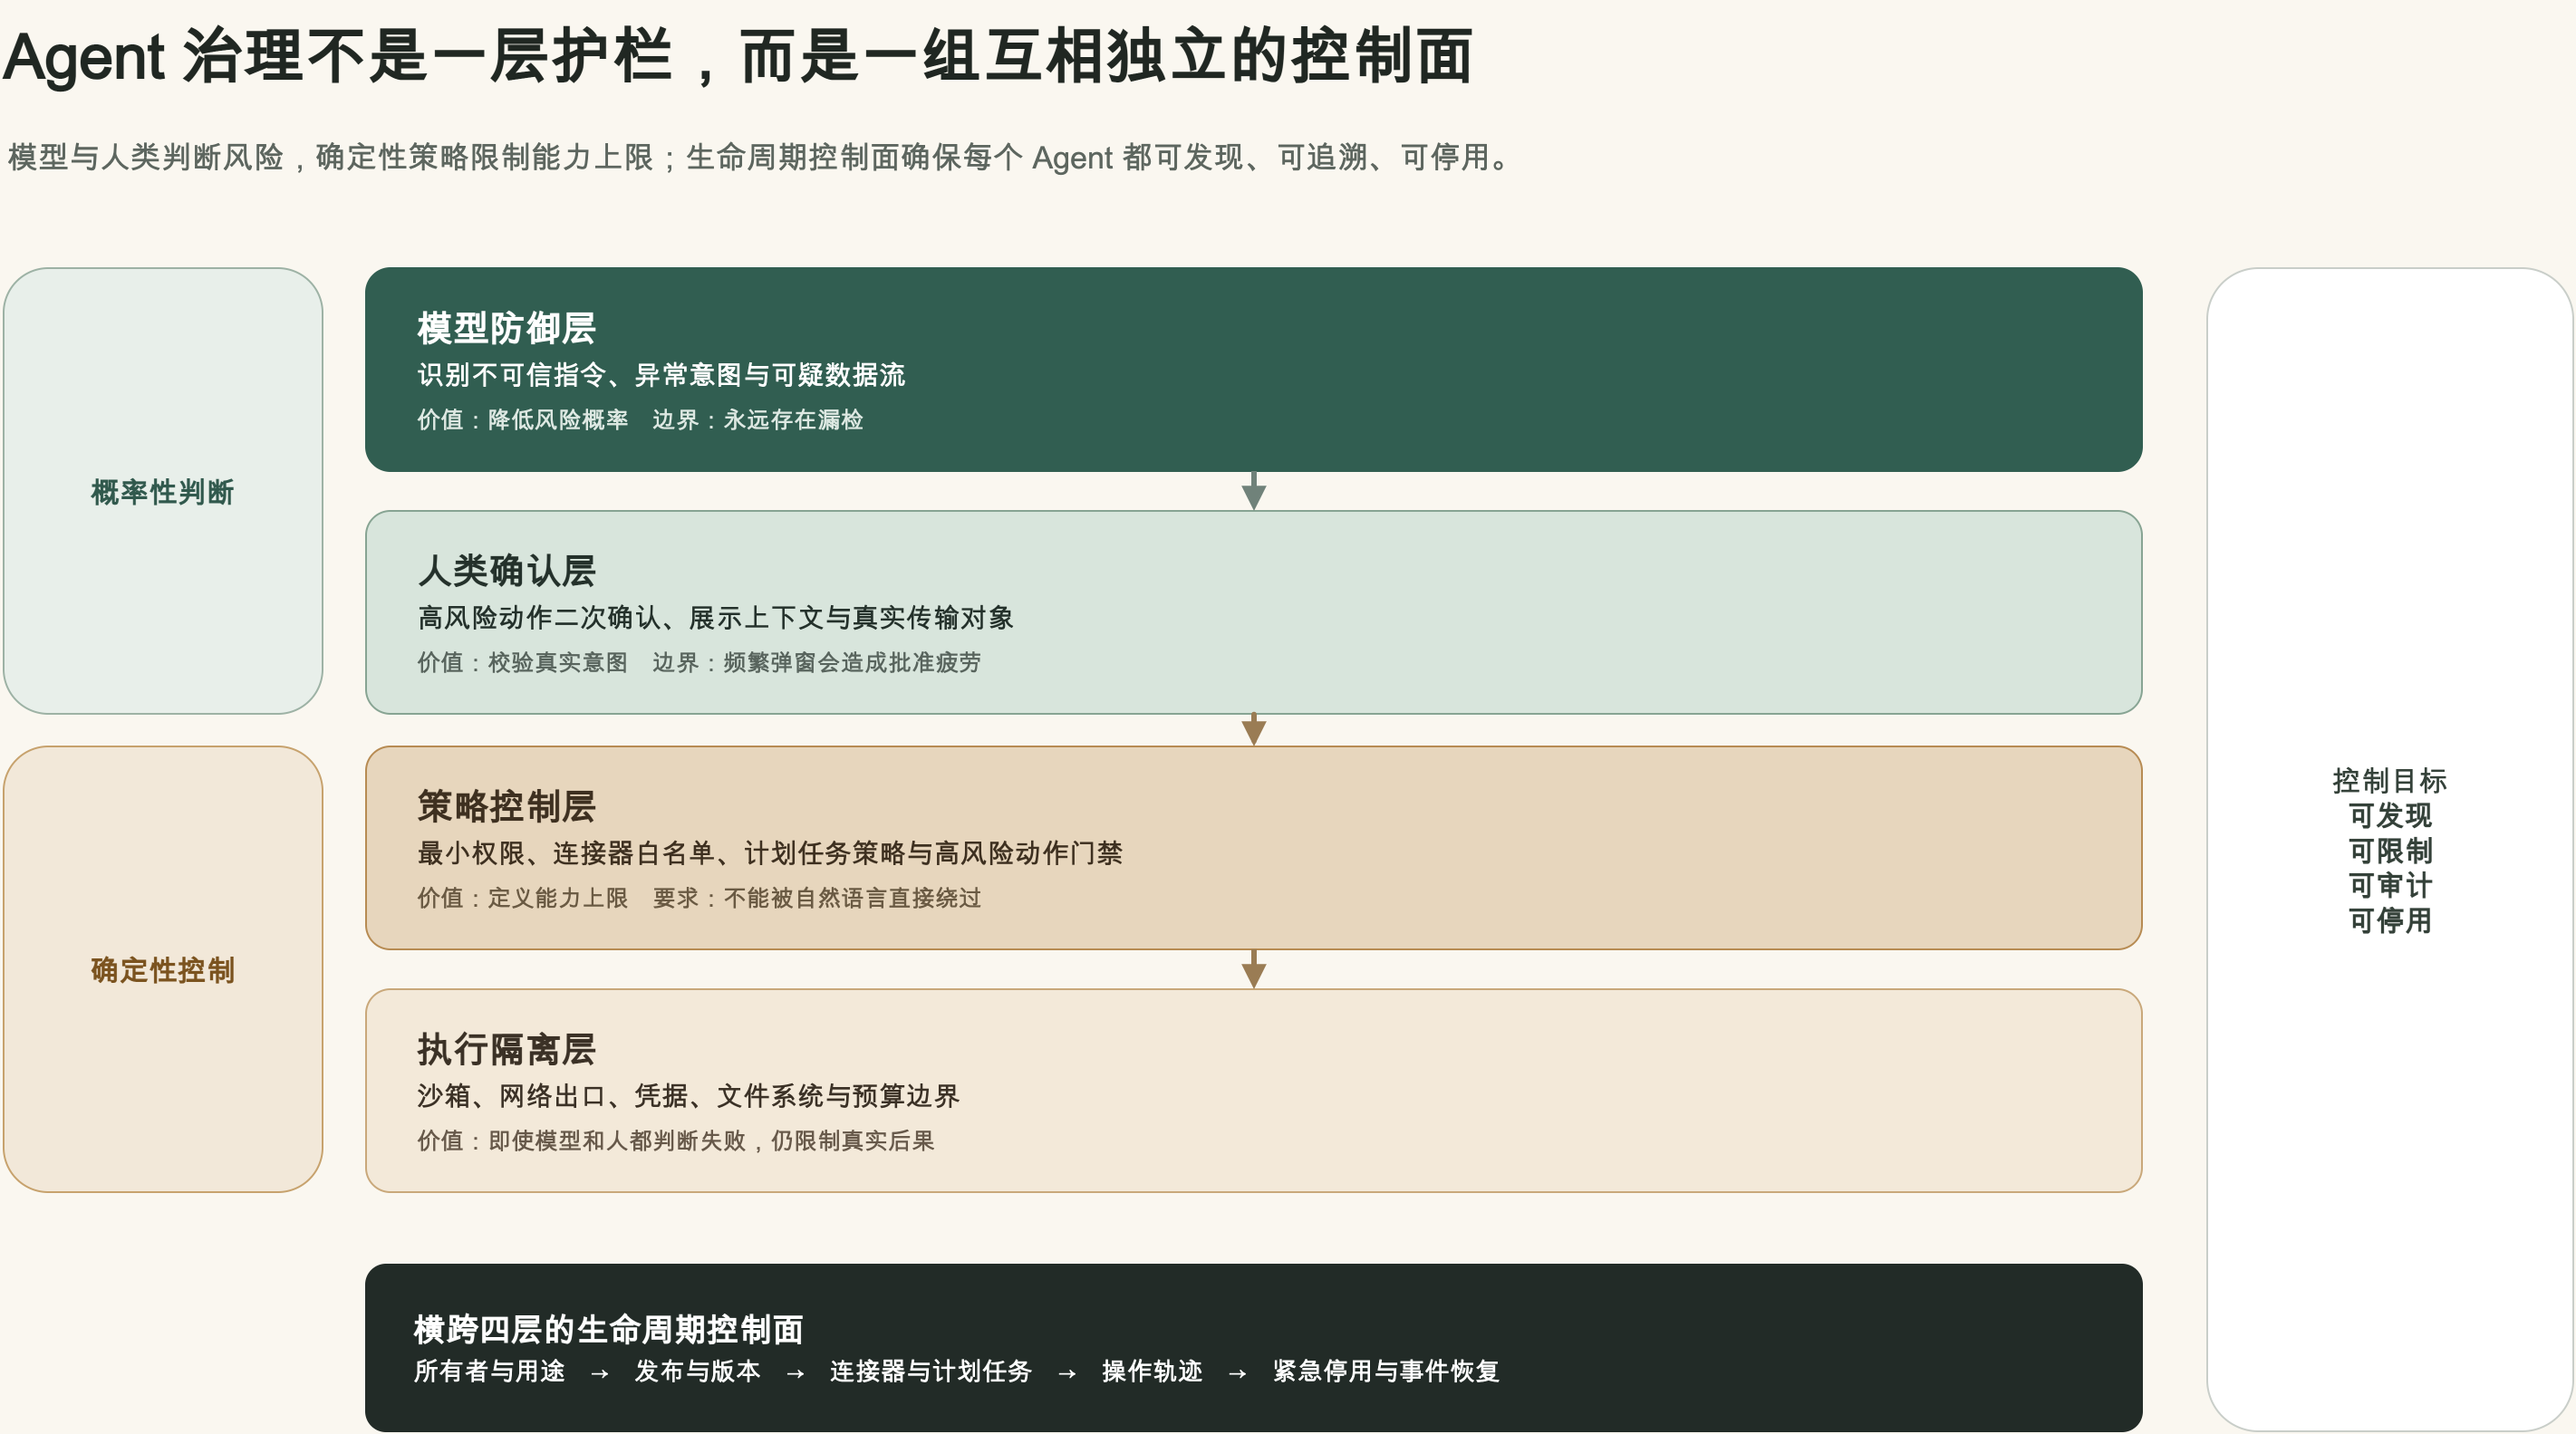 Agent 治理不是一层护栏，而是一组互相独立的控制面
模型与人类判断风险，确定性策略限制能力上限；生命周期控制面确保每个 Agent 都可发现、可追溯、可停用。
概率性判断
模型防御层
识别不可信指令、异常意图与可疑数据流
价值：降低风险概率　边界：永远存在漏检
人类确认层
高风险动作二次确认、展示上下文与真实传输对象
价值：校验真实意图　边界：频繁弹窗会造成批准疲劳
确定性控制
策略控制层
最小权限、连接器白名单、计划任务策略与高风险动作门禁
价值：定义能力上限　要求：不能被自然语言直接绕过
执行隔离层
沙箱、网络出口、凭据、文件系统与预算边界
价值：即使模型和人都判断失败，仍限制真实后果
横跨四层的生命周期控制面
所有者与用途 → 发布与版本 → 连接器与计划任务 → 操作轨迹 → 紧急停用与事件恢复
控制目标
可发现
可限制
可审计
可停用